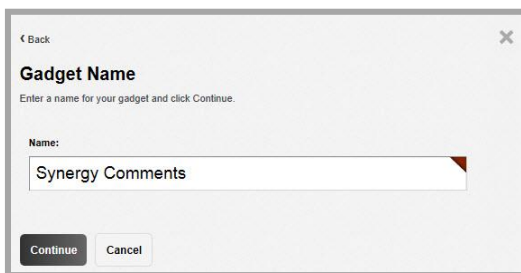 Back
Gadget Name
Enter a name for your gadget and click Continue.
Name:
Synergy Comments
Continue Cancel